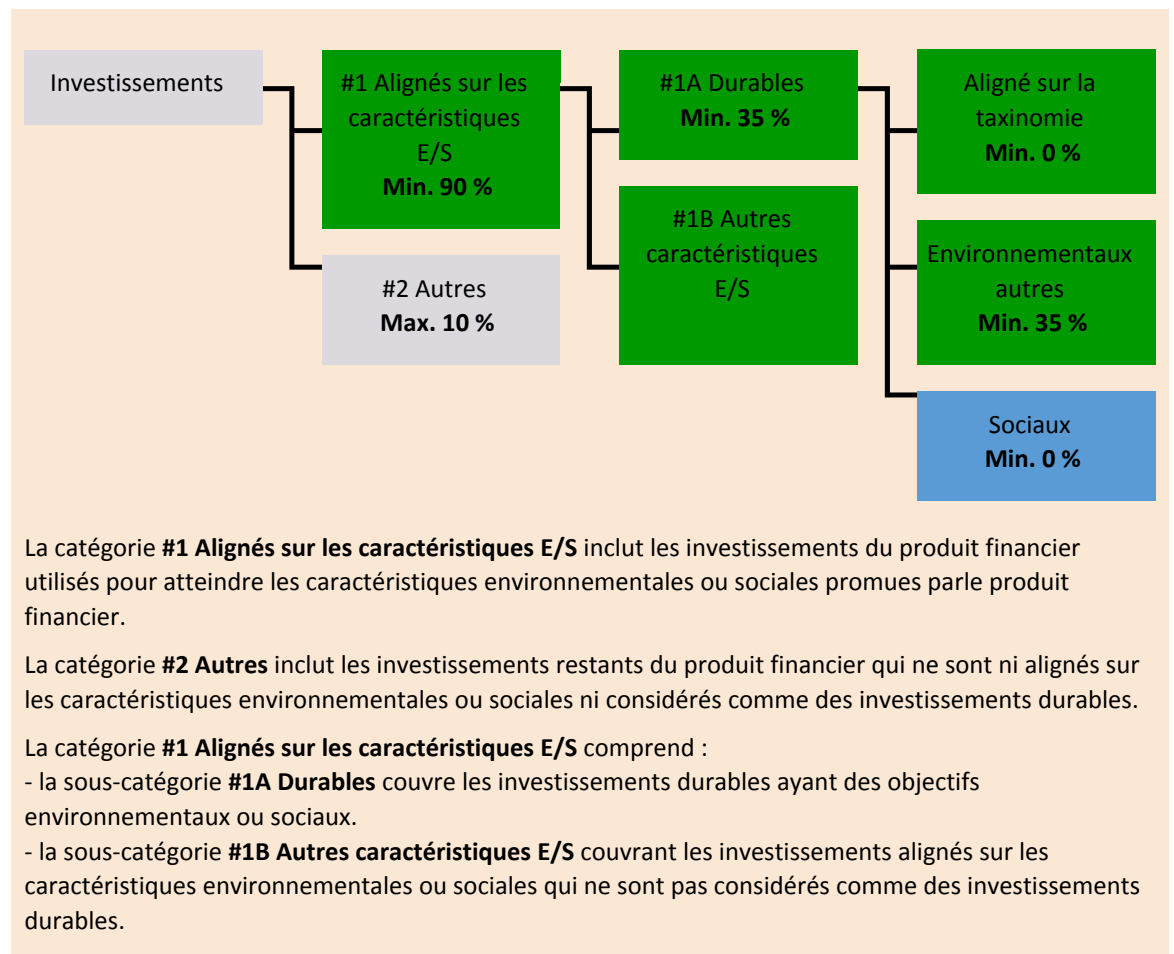 Investissements
#1 Alignés sur les
caractéristiques
E/S
Min. 90 %
#2 Autres
Max. 10 %
#1A Durables
Min. 35 %
#1B Autres
caractéristiques
E/S
Aligné sur la
taxinomie
Min. 0 %
Environnementaux
autres
Min. 35 %
Sociaux
Min. 0 %
La catégorie #1 Alignés sur les caractéristiques E/S inclut les investissements du produit financier
utilisés pour atteindre les caractéristiques environnementales ou sociales promues parle produit
financier.
La catégorie #2 Autres inclut les investissements restants du produit financier qui ne sont ni alignés sur
les caractéristiques environnementales ou sociales ni considérés comme des investissements durables.
La catégorie #1 Alignés sur les caractéristiques E/S comprend :
- la sous-catégorie #1A Durables couvre les investissements durables ayant des objectifs
environnementaux ou sociaux.
- la sous-catégorie #1B Autres caractéristiques E/S couvrant les investissements alignés sur les
caractéristiques environnementales ou sociales qui ne sont pas considérés comme des investissements
durables.